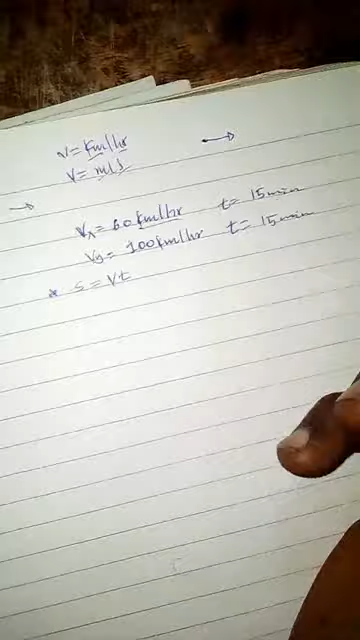 V = km/hr
V = m/s
Vx = 60 km/hr t = 15 min
Vy = 100 km/hr t = 15 min
* S = Vt